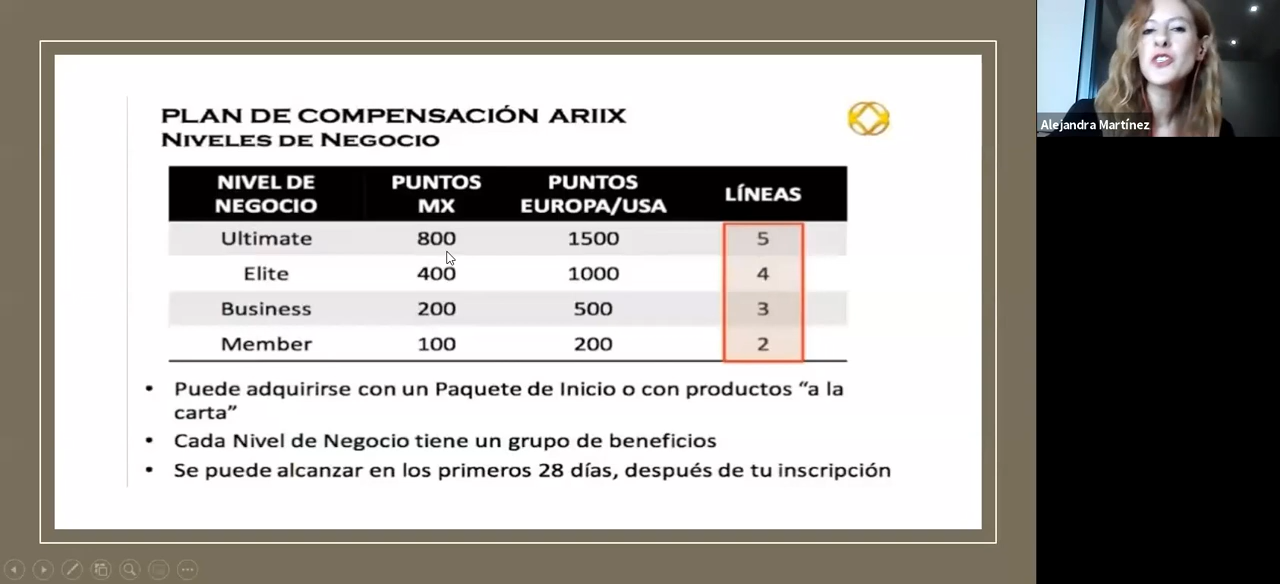 PLAN DE COMPENSACIÓN ARIIX
NIVELES DE NEGOCIO
NIVEL DE NEGOCIO PUNTOS MX PUNTOS EUROPA/USA LÍNEAS
Ultimate 800 1500 5
Elite 400 1000 4
Business 200 500 3
Member 100 200 2
• Puede adquirirse con un Paquete de Inicio o con productos “a la
carta”
• Cada Nivel de Negocio tiene un grupo de beneficios
• Se puede alcanzar en los primeros 28 días, después de tu inscripción
Alejandra Martínez